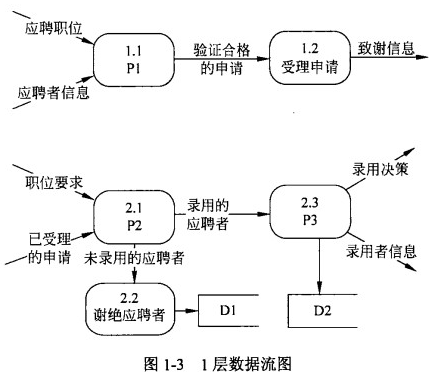 应聘职位
应聘者信息
1.1
P1
验证合格
的申请
1.2
受理申请
致谢信息
职位要求
已受理
的申请
2.1
P2
录用的
应聘者
2.3
P3
录用决策
录用者信息
未录用的应聘者
2.2
谢绝应聘者
D1
D2
图 1-3 1 层数据流图